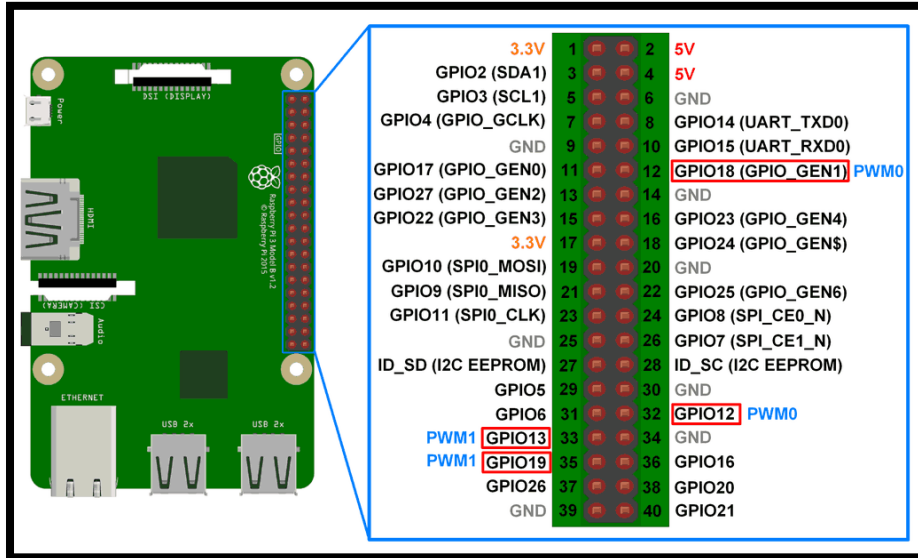 DSI (DISPLAY)
Power
HDMI
CSI (CAMERA)
Audio
ETHERNET
USB 2x
USB 2x
GPIO
Raspberry Pi 3 Model B v1.2
© Raspberry Pi 2015
3.3V 1 2 5V
GPIO2 (SDA1) 3 4 5V
GPIO3 (SCL1) 5 6 GND
GPIO4 (GPIO_GCLK) 7 8 GPIO14 (UART_TXD0)
GND 9 10 GPIO15 (UART_RXD0)
GPIO17 (GPIO_GEN0) 11 12 GPIO18 (GPIO_GEN1) PWM0
GPIO27 (GPIO_GEN2) 13 14 GND
GPIO22 (GPIO_GEN3) 15 16 GPIO23 (GPIO_GEN4)
3.3V 17 18 GPIO24 (GPIO_GEN$)
GPIO10 (SPI0_MOSI) 19 20 GND
GPIO9 (SPI0_MISO) 21 22 GPIO25 (GPIO_GEN6)
GPIO11 (SPI0_CLK) 23 24 GPIO8 (SPI_CE0_N)
GND 25 26 GPIO7 (SPI_CE1_N)
ID_SD (I2C EEPROM) 27 28 ID_SC (I2C EEPROM)
GPIO5 29 30 GND
GPIO6 31 32 GPIO12 PWM0
PWM1 GPIO13 33 34 GND
PWM1 GPIO19 35 36 GPIO16
GPIO26 37 38 GPIO20
GND 39 40 GPIO21